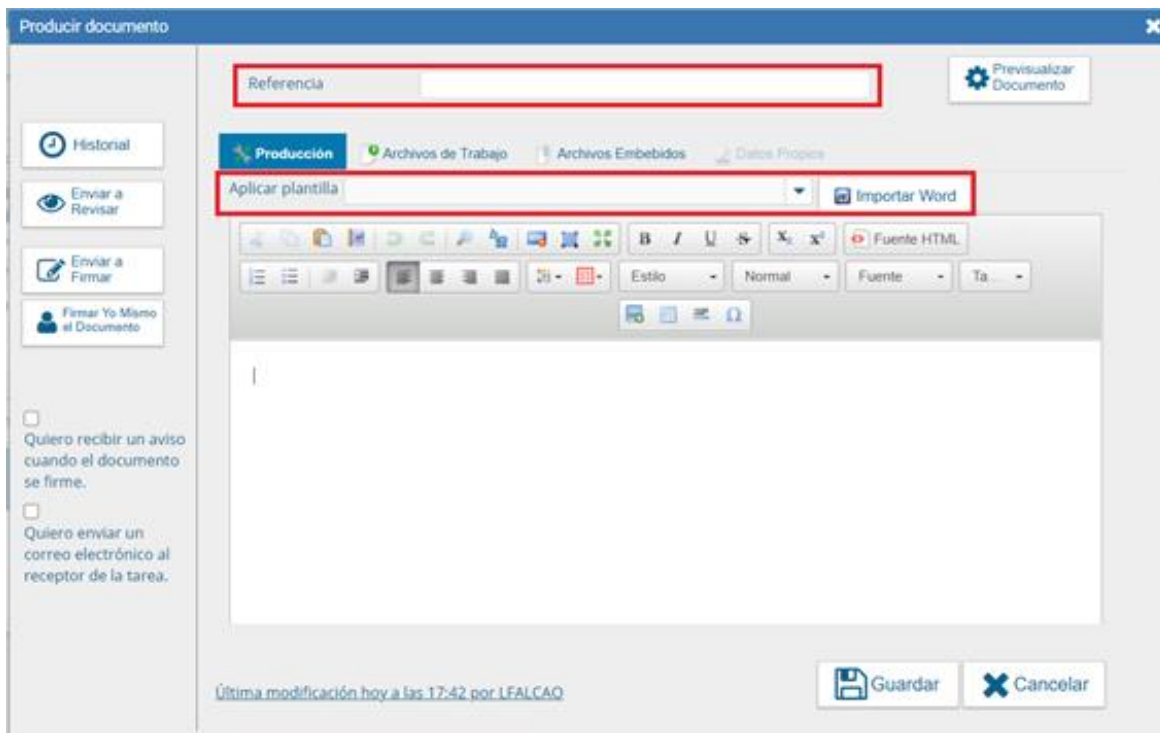 Producir documento
Referencia
Previsualizar
Documento
Historial
Producción
Archivos de Trabajo
Archivos Embebidos
Datos Propios
Enviar a
Revisar
Aplicar plantilla
Importar Word
B I U S X₂ x² Fuente HTML
Enviar a
Firmar
Estilo
Normal
Fuente
Ta...
Firmar Yo Mismo
el Documento
Ω
Quiero recibir un aviso
cuando el documento
se firme.
Quiero enviar un
correo electrónico al
receptor de la tarea.
Última modificación hoy a las 17:42 por LFALCAO
Guardar
Cancelar